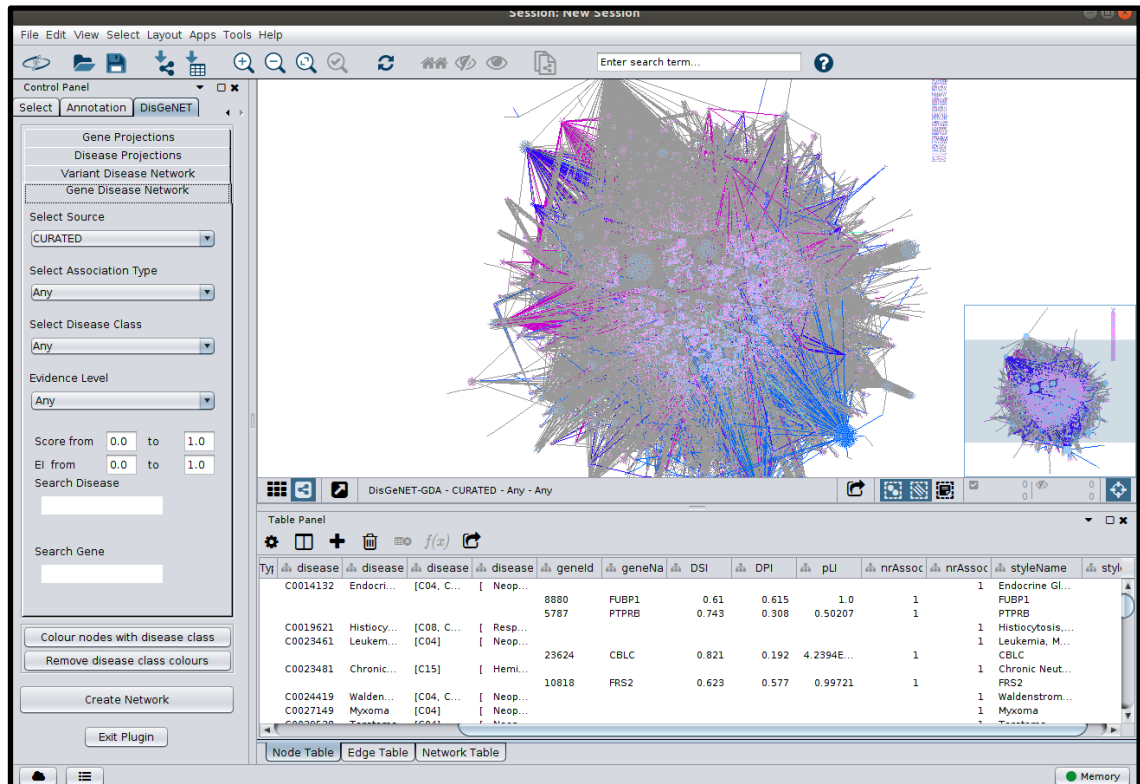 Session: New Session
File Edit View Select Layout Apps Tools Help
Enter search term...
Control Panel
Select Annotation DisGeNET
Gene Projections
Disease Projections
Variant Disease Network
Gene Disease Network
Select Source
CURATED
Select Association Type
Any
Select Disease Class
Any
Evidence Level
Any
Score from 0.0 to 1.0
EI from 0.0 to 1.0
Search Disease
Search Gene
Colour nodes with disease class
Remove disease class colours
Create Network
Exit Plugin
DisGeNET-GDA - CURATED - Any - Any
0 0
0 0
Table Panel
f(x)
Typ disease disease disease disease geneId geneNa DSI DPI pLI nrAssoc nrAssoc styleName style
C0014132 Endocri... [C04, C... [ Neop... 1 Endocrine Gl...
8880 FUBP1 0.61 0.615 1.0 1 FUBP1
5787 PTPRB 0.743 0.308 0.50207 1 PTPRB
C0019621 Histiocy... [C08, C... [ Resp... 1 Histiocytosis,...
C0023461 Leukem... [C04] [ Neop... 1 Leukemia, M...
23624 CBLC 0.821 0.192 4.2394E... 1 CBLC
C0023481 Chronic... [C15] [ Hemi... 1 Chronic Neut...
10818 FRS2 0.623 0.577 0.99721 1 FRS2
C0024419 Walden... [C04, C... [ Neop... 1 Waldenstrom...
C0027149 Myxoma [C04] [ Neop... 1 Myxoma
Node Table Edge Table Network Table
Memory